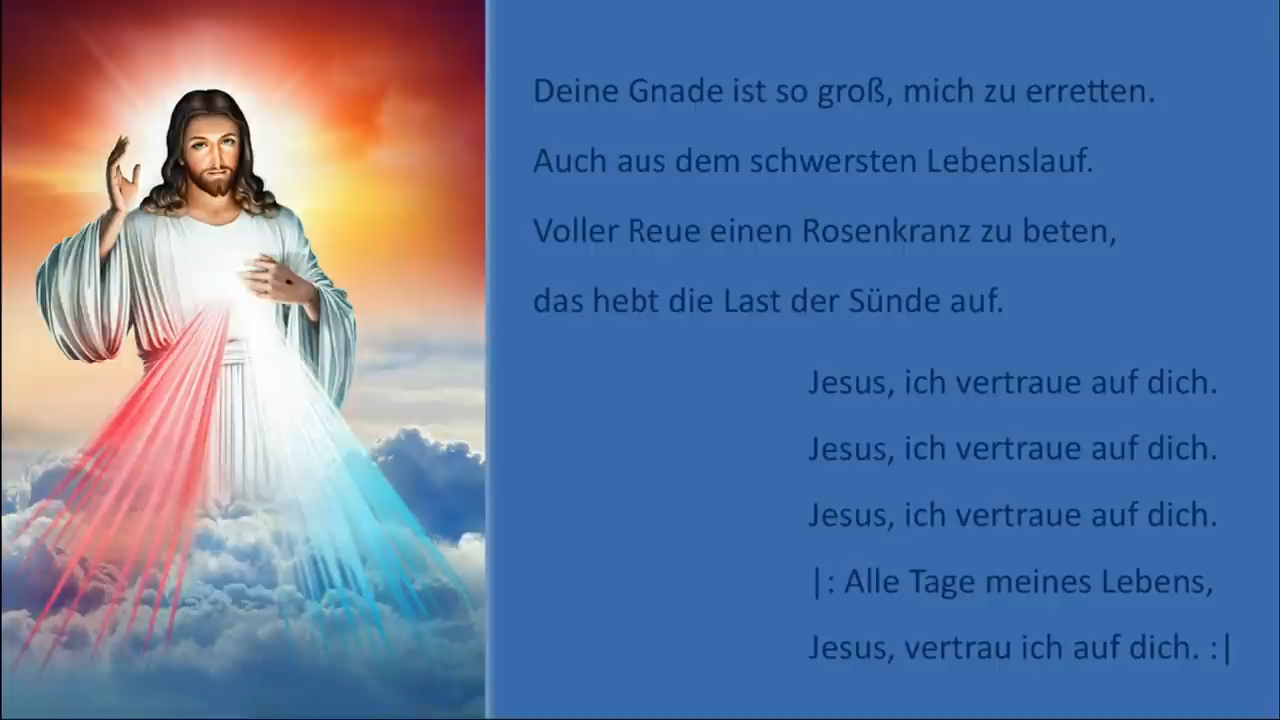 Deine Gnade ist so groß, mich zu erretten.
Auch aus dem schwersten Lebenslauf.
Voller Reue einen Rosenkranz zu beten,
das hebt die Last der Sünde auf.
Jesus, ich vertraue auf dich.
Jesus, ich vertraue auf dich.
Jesus, ich vertraue auf dich.
|: Alle Tage meines Lebens,
Jesus, vertrau ich auf dich. :|